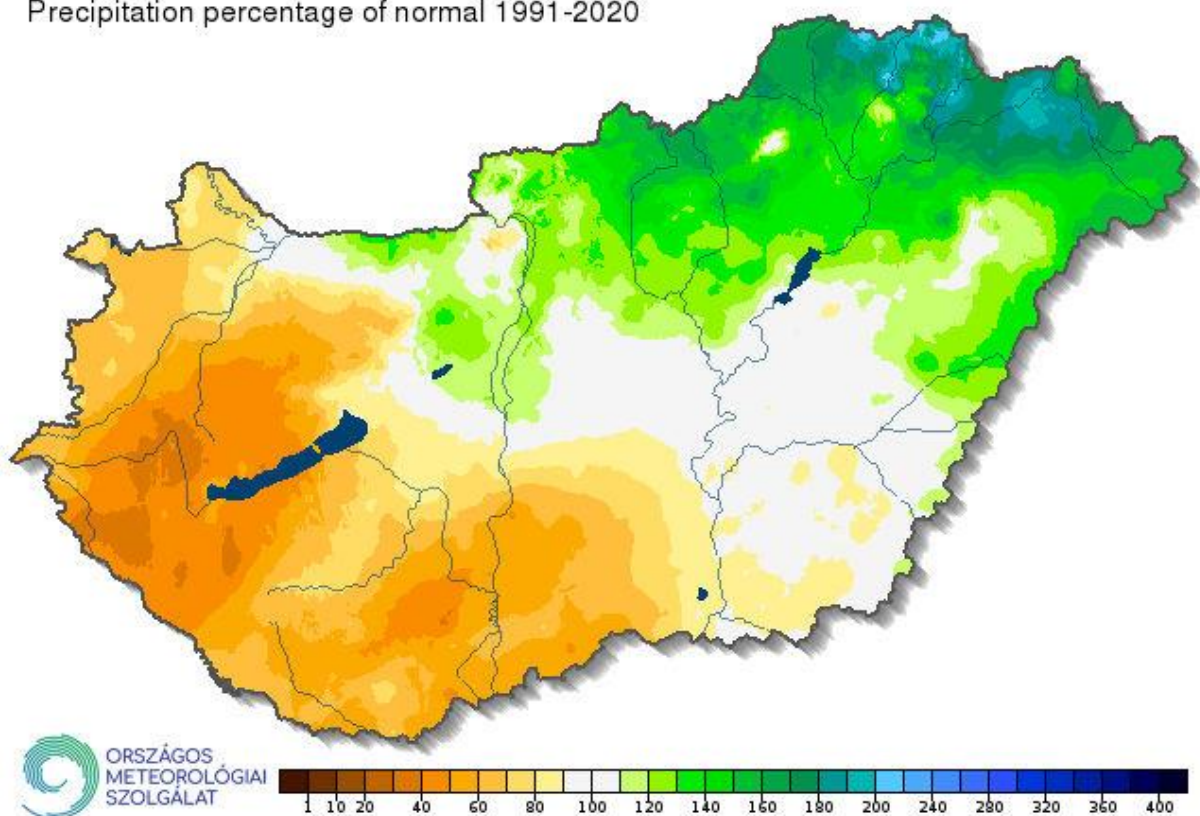 Precipitation percentage of normal 1991-2020
ORSZÁGOS
METEOROLÓGIAI
SZOLGÁLAT
1 10 20 40 60 80 100 120 140 160 180 200 240 280 320 360 400